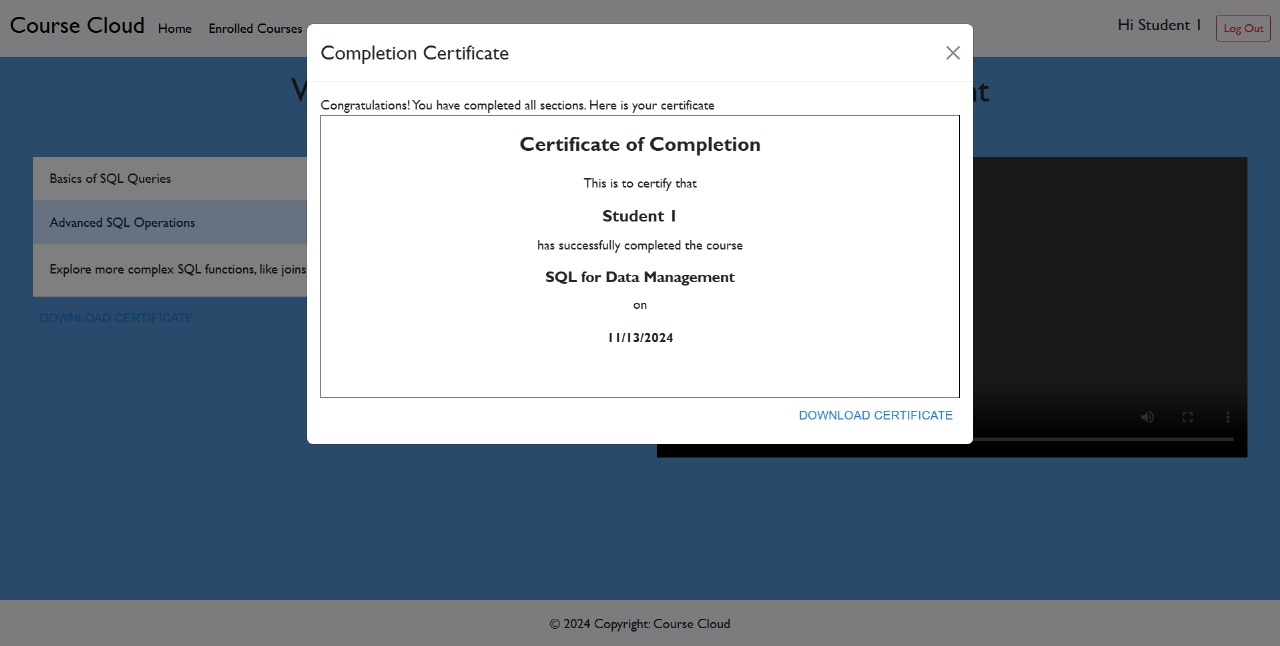 Course Cloud Home Enrolled Courses
Hi Student 1 Log Out
Completion Certificate
Congratulations! You have completed all sections. Here is your certificate
Certificate of Completion
This is to certify that
Student 1
has successfully completed the course
SQL for Data Management
on
11/13/2024
DOWNLOAD CERTIFICATE
Basics of SQL Queries
Advanced SQL Operations
Explore more complex SQL functions, like joins
DOWNLOAD CERTIFICATE
© 2024 Copyright: Course Cloud